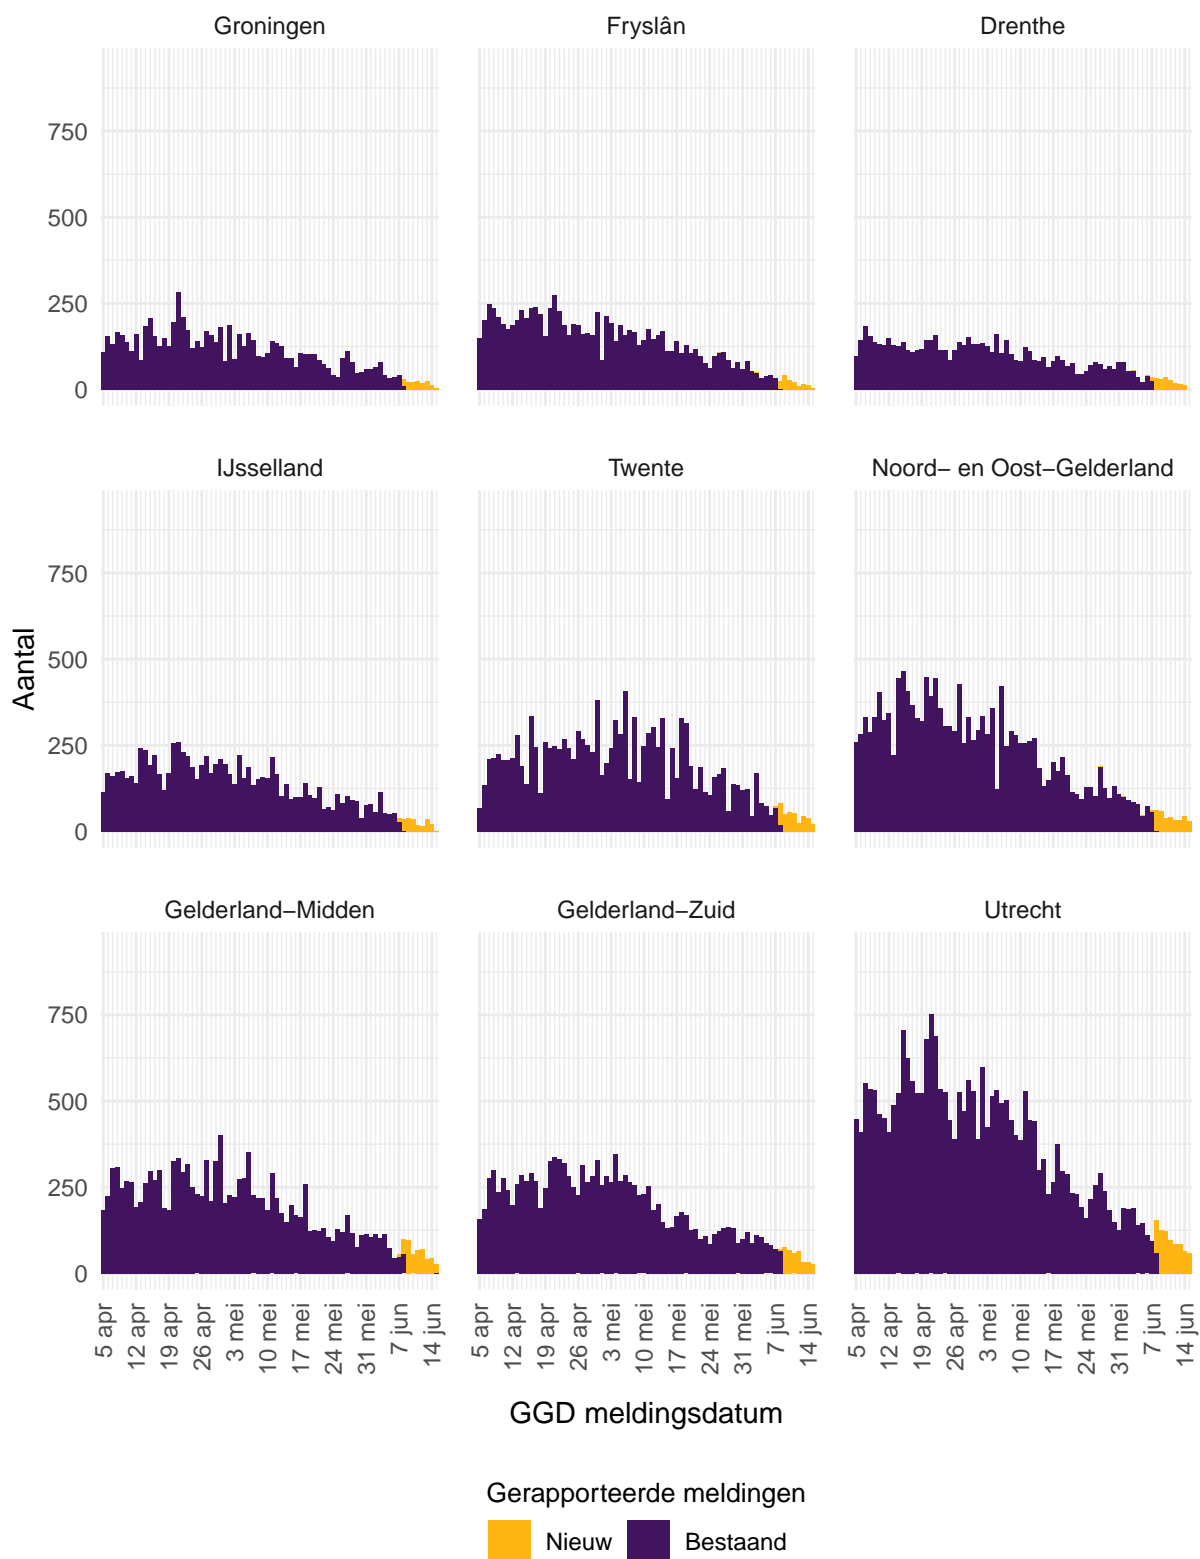 Groningen Fryslân Drenthe
750
500
250
0
IJsselland Twente Noord− en Oost−Gelderland
750
500
250
0
Aantal
Gelderland−Midden Gelderland−Zuid Utrecht
750
500
250
0
5 apr 12 apr 19 apr 26 apr 3 mei 10 mei 17 mei 24 mei 31 mei 7 jun 14 jun
5 apr 12 apr 19 apr 26 apr 3 mei 10 mei 17 mei 24 mei 31 mei 7 jun 14 jun
5 apr 12 apr 19 apr 26 apr 3 mei 10 mei 17 mei 24 mei 31 mei 7 jun 14 jun
GGD meldingsdatum
Gerapporteerde meldingen
Nieuw Bestaand